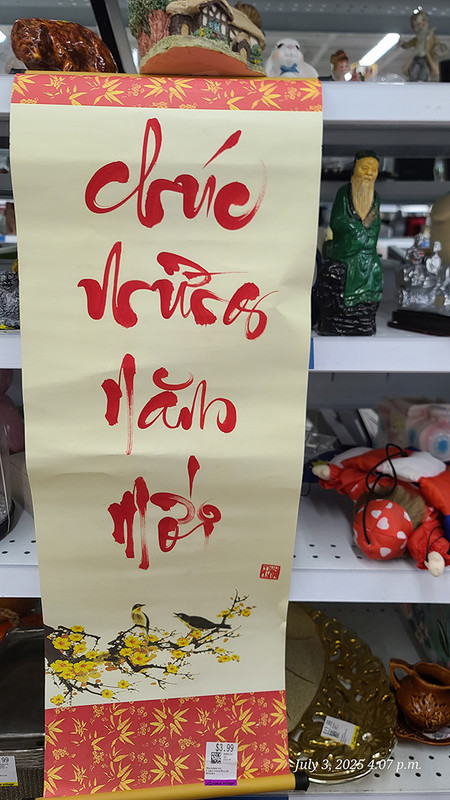 chúc
mừng
năm
mới
$3.99
July 3, 2025 4:07 p.m.